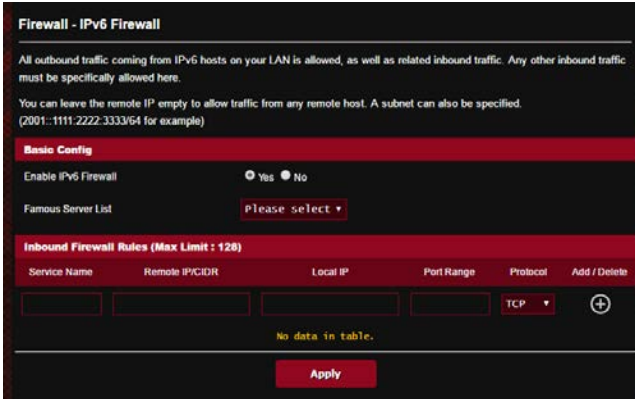 Firewall - IPv6 Firewall
All outbound traffic coming from IPv6 hosts on your LAN is allowed, as well as related inbound traffic. Any other inbound traffic
must be specifically allowed here.
You can leave the remote IP empty to allow traffic from any remote host. A subnet can also be specified.
(2001::1111:2222:3333/64 for example)
Basic Config
Enable IPv6 Firewall Yes No
Famous Server List Please select
Inbound Firewall Rules (Max Limit : 128)
Service Name Remote IP/CIDR Local IP Port Range Protocol Add / Delete
TCP
No data in table.
Apply